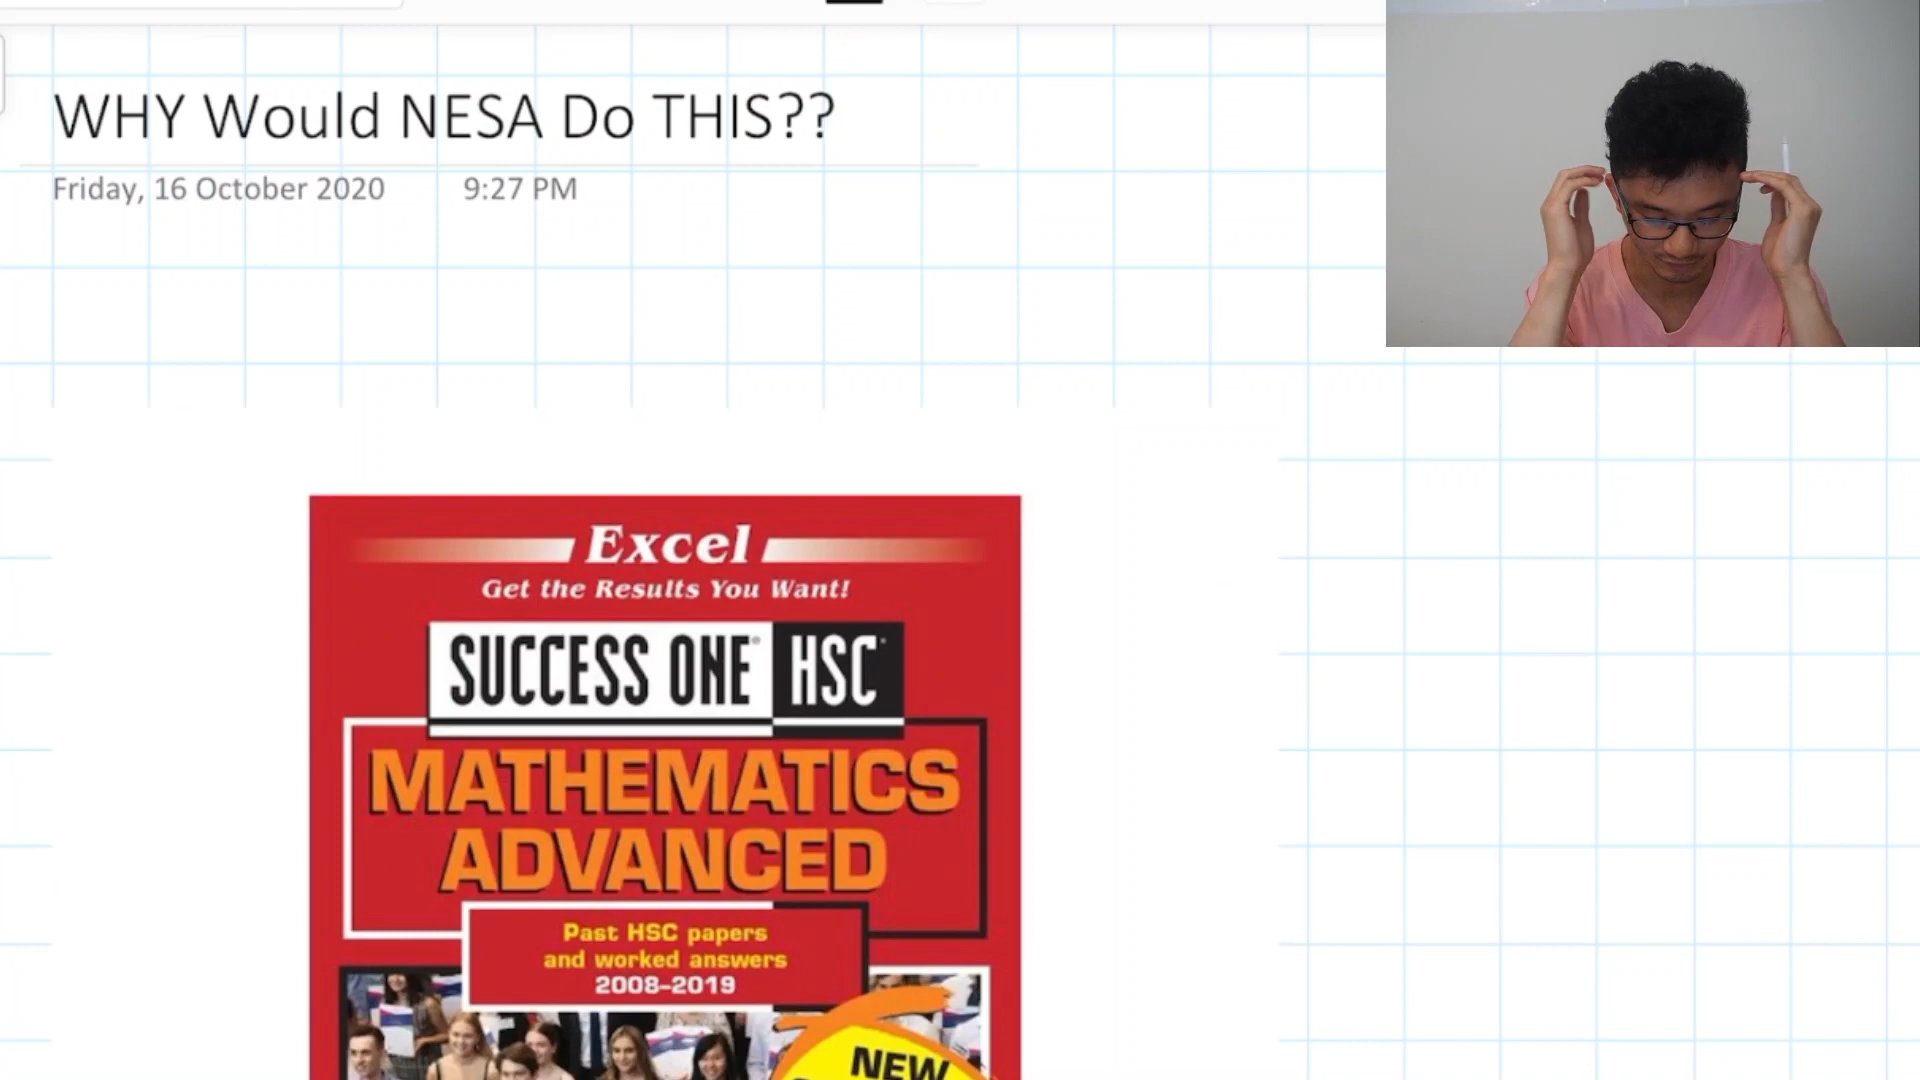 WHY Would NESA Do THIS??
Friday, 16 October 2020 9:27 PM
Excel
Get the Results You Want!
SUCCESS ONE HSC
MATHEMATICS
ADVANCED
Past HSC papers
and worked answers
2008–2019
NEW